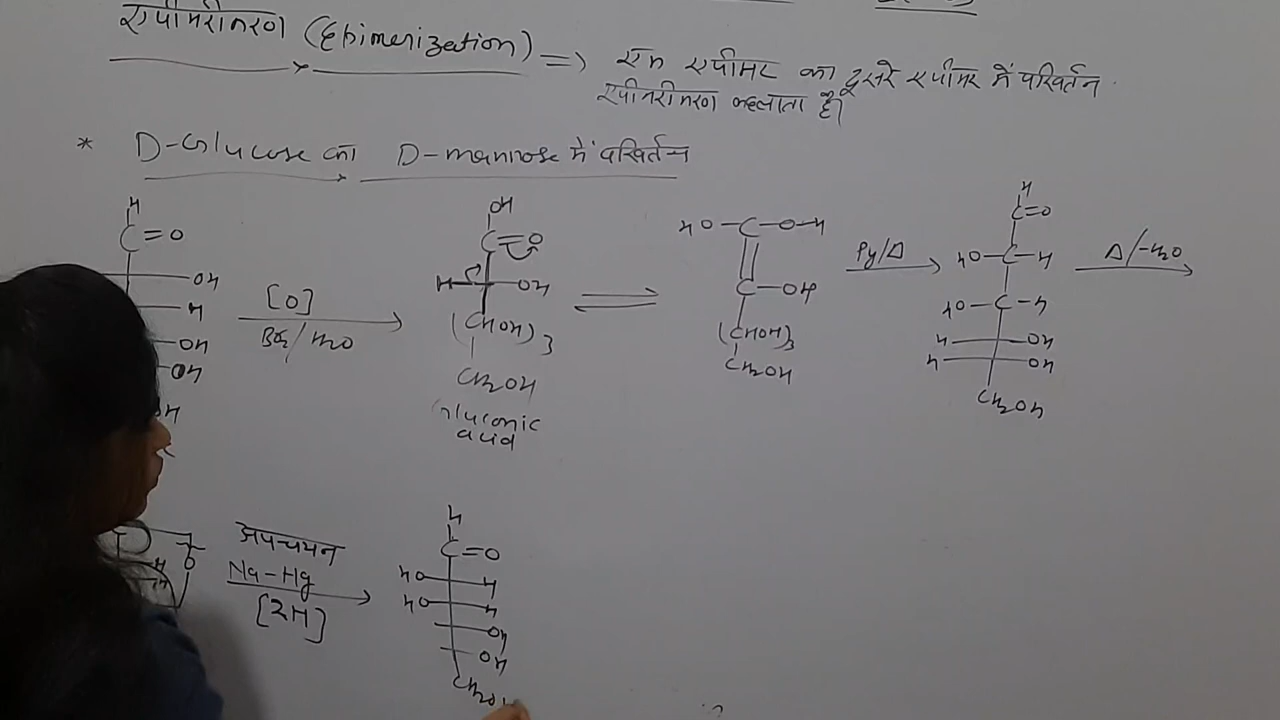 एपीमरीकरण (Epimerization) => एक एपीमर का दूसरे एपीमर में परिवर्तन
एपीमरीकरण कहलाता है।
* D-Glucose का D-mannose में परिवर्तन
H
C=O
OH
H
OH
OH
[O]
Br2/H2O
OH
C=O
H OH
(CHOH)3
CH2OH
Gluconic
acid
HO-C-O-H
C-OH
(CHOH)3
CH2OH
Py/Δ
H
C=O
HO-C-H
HO-C-H
H OH
H OH
CH2OH
Δ/-H2O
अपचयन
Na-Hg
[2H]
H
C=O
HO H
HO H
OH
OH
CH2OH